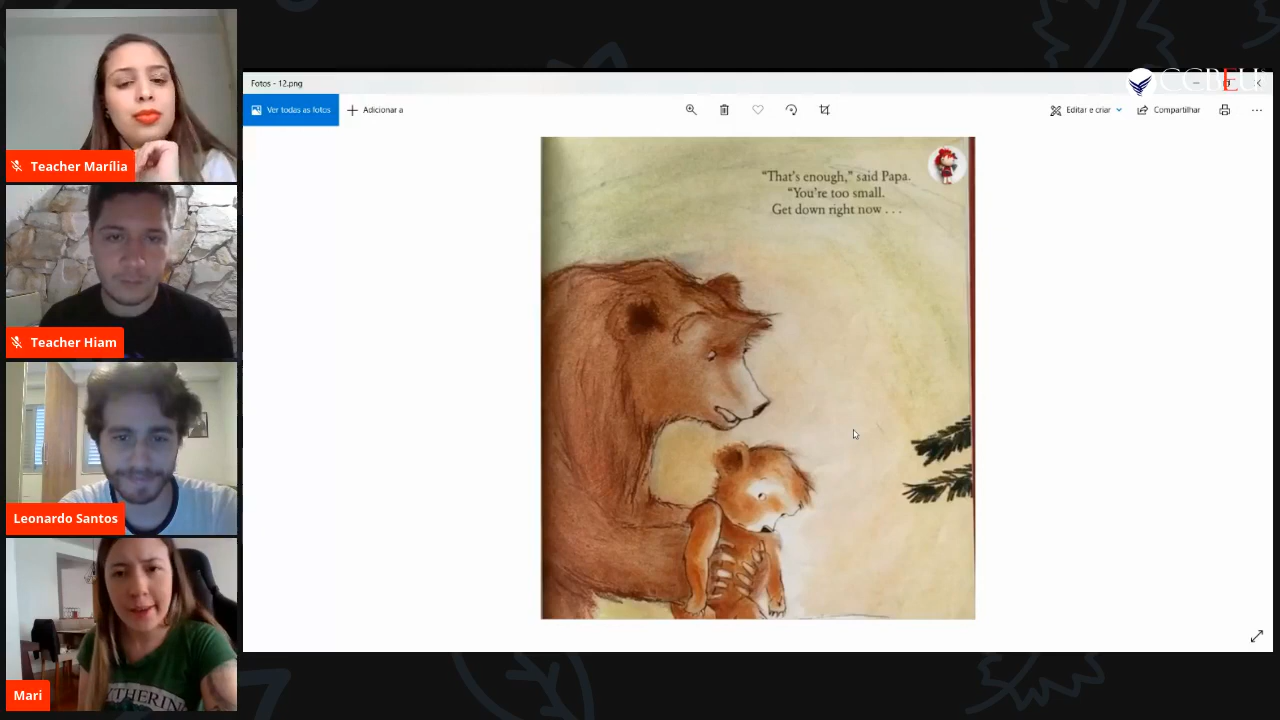 Teacher Marília
Teacher Hiam
Leonardo Santos
Mari
Fotos - 12.png
CCBEU
Ver todas as fotos
Adicionar a
Editar e criar
Compartilhar
"That's enough," said Papa.
"You're too small.
Get down right now . . .